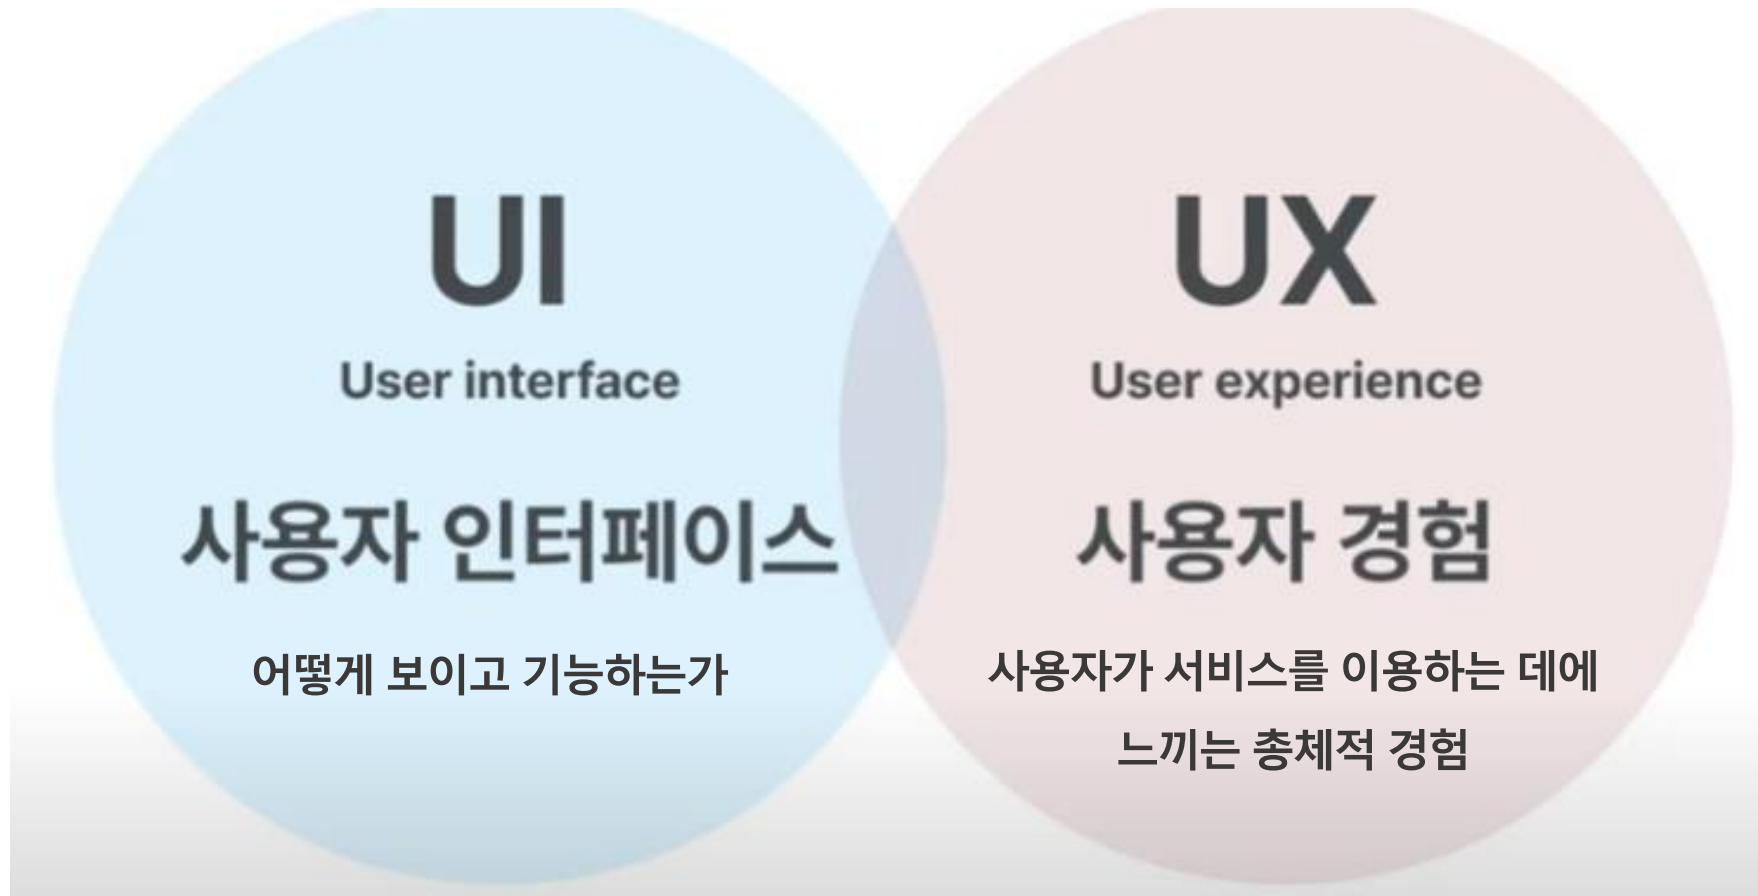 UI
User interface
사용자 인터페이스
어떻게 보이고 기능하는가
UX
User experience
사용자 경험
사용자가 서비스를 이용하는 데에
느끼는 총체적 경험